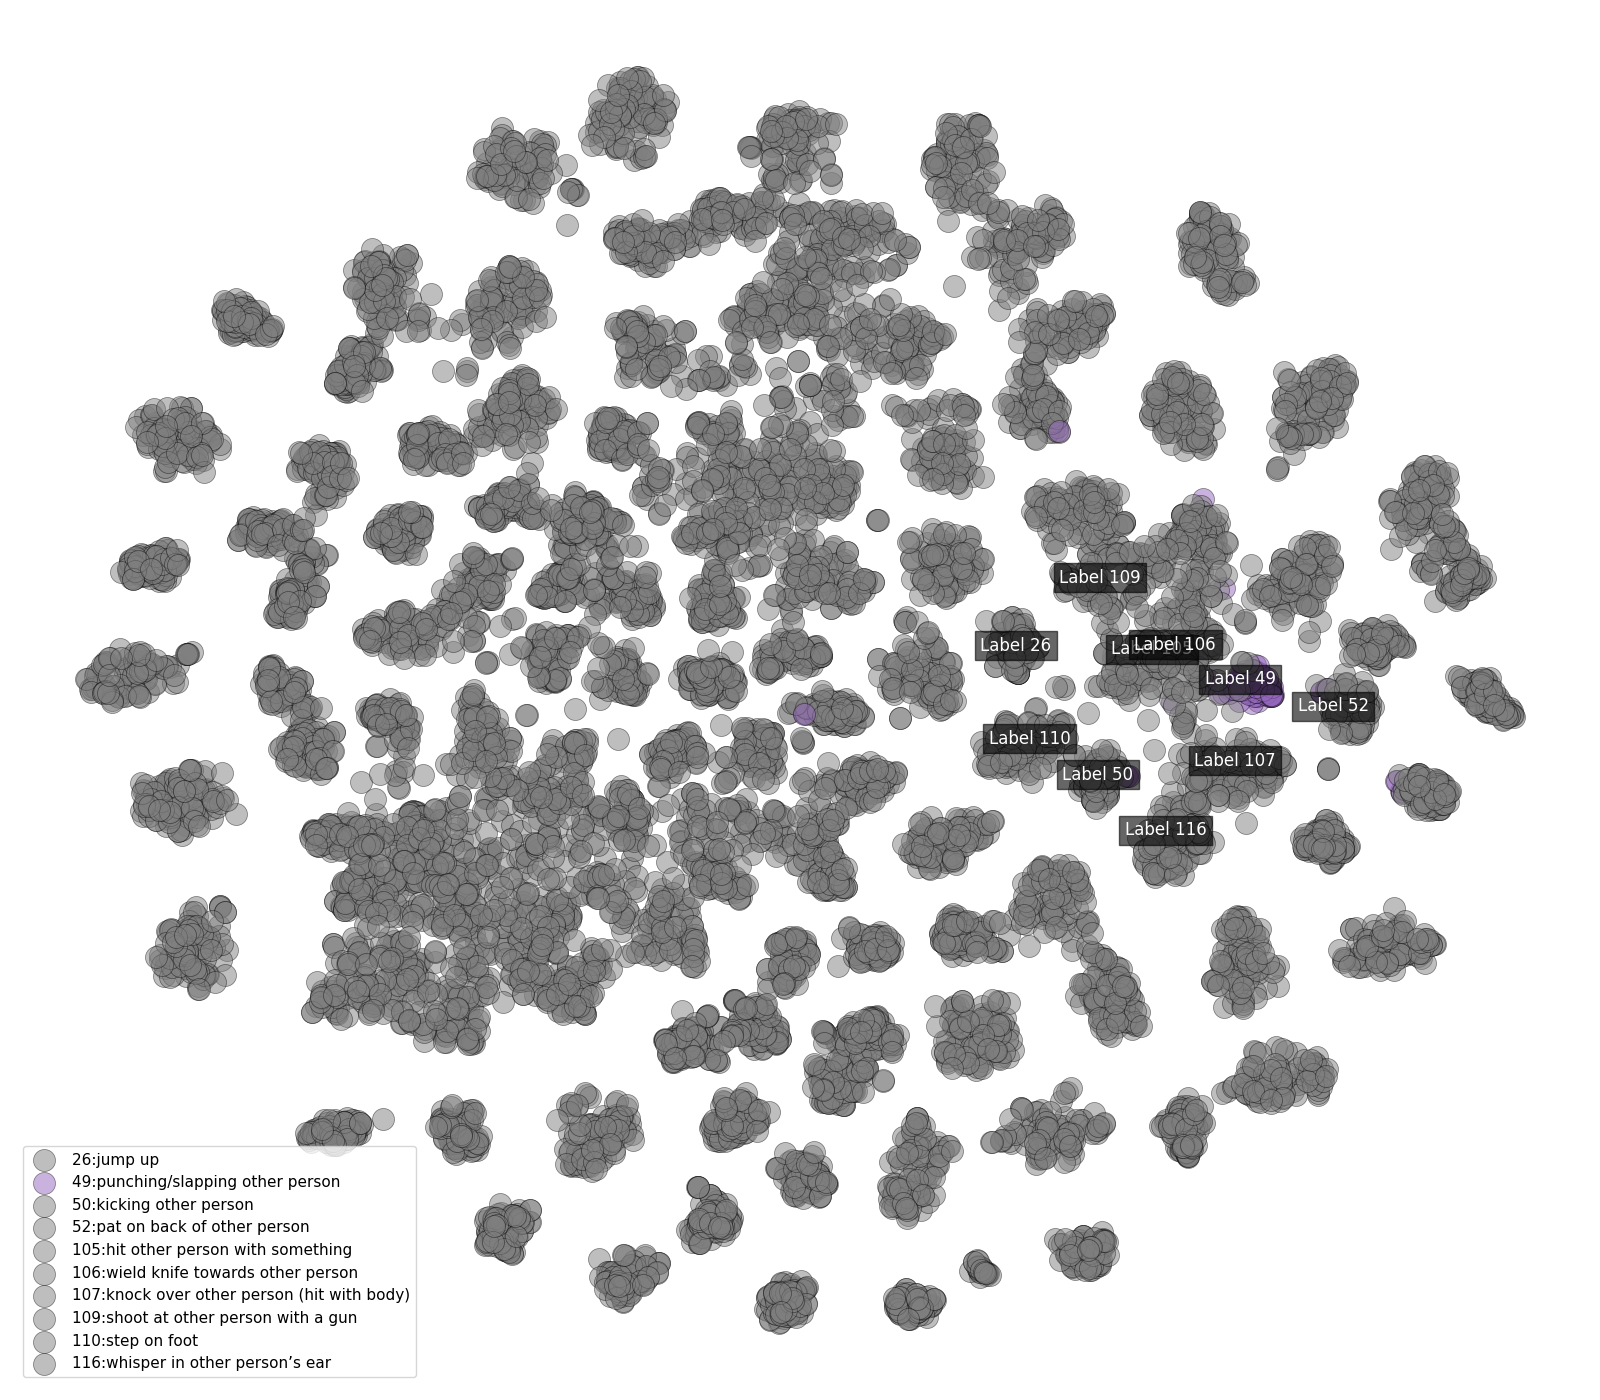 Label 109
Label 26
Label 105
Label 106
Label 49
Label 52
Label 110
Label 107
Label 50
Label 116
26:jump up
49:punching/slapping other person
50:kicking other person
52:pat on back of other person
105:hit other person with something
106:wield knife towards other person
107:knock over other person (hit with body)
109:shoot at other person with a gun
110:step on foot
116:whisper in other person’s ear